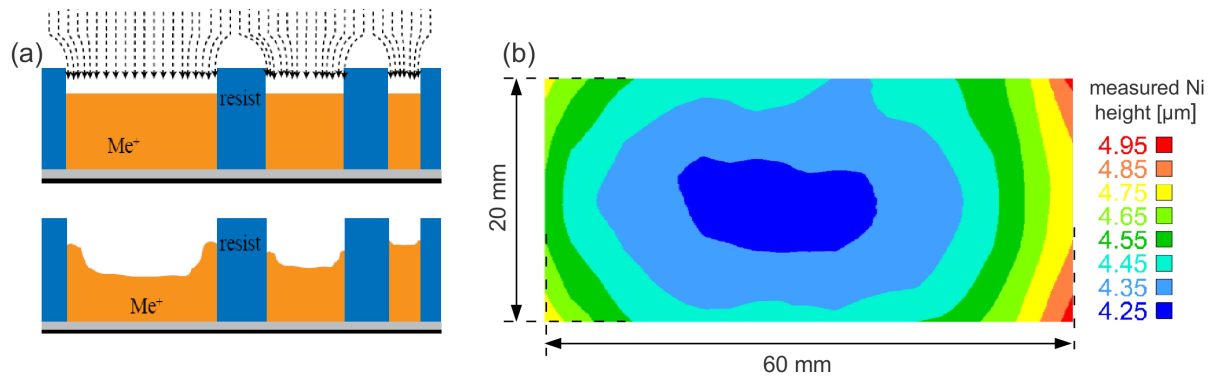 (a)
resist
Me+
resist
Me+
(b)
20 mm
60 mm
measured Ni
height [µm]
4.95
4.85
4.75
4.65
4.55
4.45
4.35
4.25